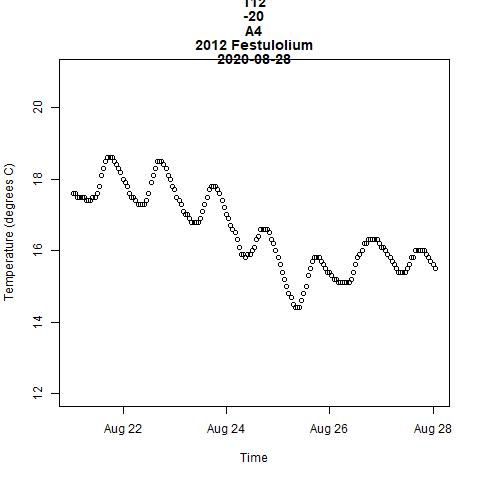 T12
-20
A4
2012 Festulolium
2020-08-28
20
18
16
14
12
Temperature (degrees C)
Aug 22
Aug 24
Aug 26
Aug 28
Time